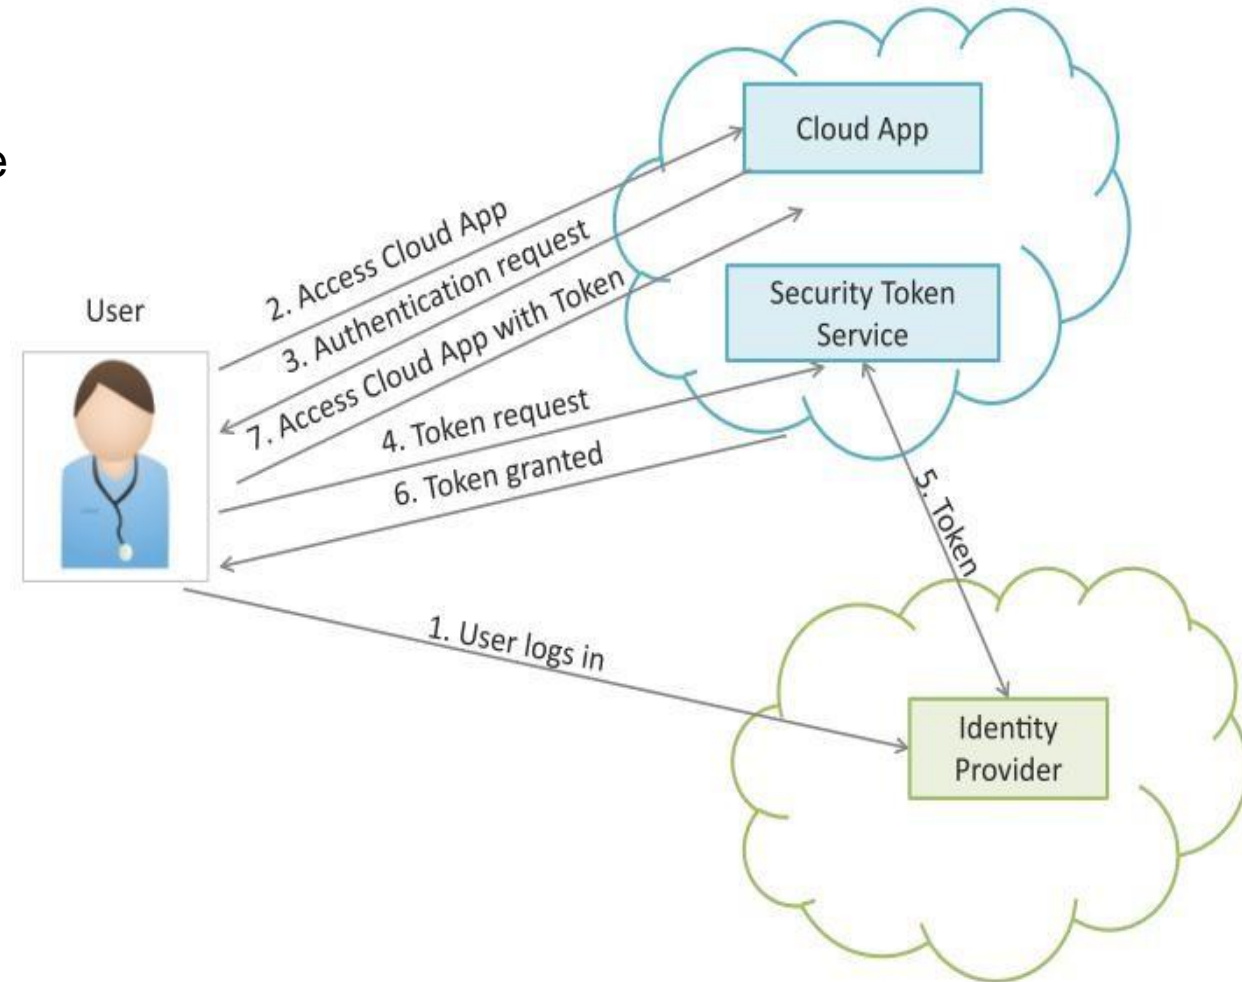 e
Cloud App
2. Access Cloud App
3. Authentication request
7. Access Cloud App with Token
User
Security Token
Service
4. Token request
6. Token granted
5. Token
1. User logs in
Identity
Provider